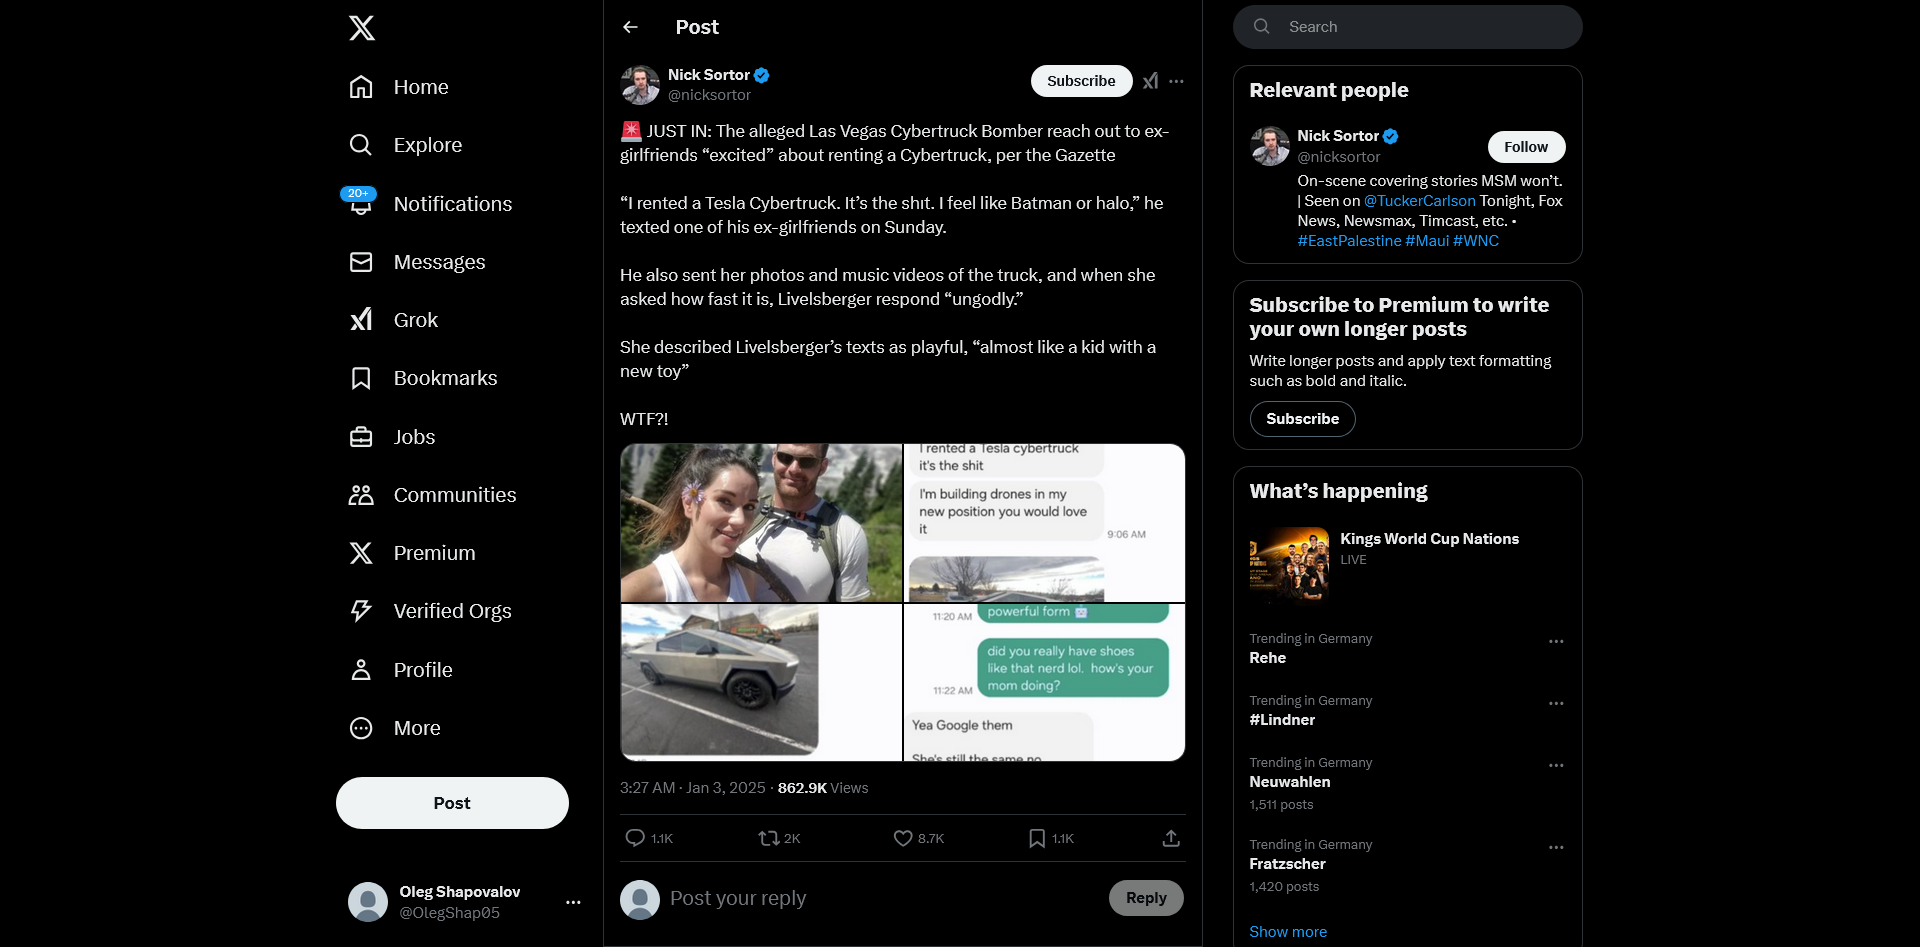 Home
Explore
20+
Notifications
Messages
Grok
Bookmarks
Jobs
Communities
Premium
Verified Orgs
Profile
More
Post
Oleg Shapovalov
@OlegShap05
Post
Nick Sortor
@nicksortor
Subscribe
🚨 JUST IN: The alleged Las Vegas Cybertruck Bomber reach out to ex-
girlfriends “excited” about renting a Cybertruck, per the Gazette
“I rented a Tesla Cybertruck. It’s the shıt. I feel like Batman or halo,” he
texted one of his ex-girlfriends on Sunday.
He also sent her photos and music videos of the truck, and when she
asked how fast it is, Livelsberger respond “ungodly.”
She described Livelsberger’s texts as playful, “almost like a kid with a
new toy”
WTF?!
I rented a Tesla cybertruck
it's the shit
I'm building drones in my
new position you would love
it
9:06 AM
powerful form 🤖
11:20 AM
did you really have shoes
like that nerd lol. how's your
mom doing?
11:22 AM
Yea Google them
She's still the same no
3:27 AM · Jan 3, 2025 · 862.9K Views
1.1K
2K
8.7K
1.1K
Post your reply
Reply
Search
Relevant people
Nick Sortor
@nicksortor
Follow
On-scene covering stories MSM won’t.
| Seen on @TuckerCarlson Tonight, Fox
News, Newsmax, Timcast, etc. •
#EastPalestine #Maui #WNC
Subscribe to Premium to write
your own longer posts
Write longer posts and apply text formatting
such as bold and italic.
Subscribe
What’s happening
Kings World Cup Nations
LIVE
Trending in Germany
Rehe
Trending in Germany
#Lindner
Trending in Germany
Neuwahlen
1,511 posts
Trending in Germany
Fratzscher
1,420 posts
Show more